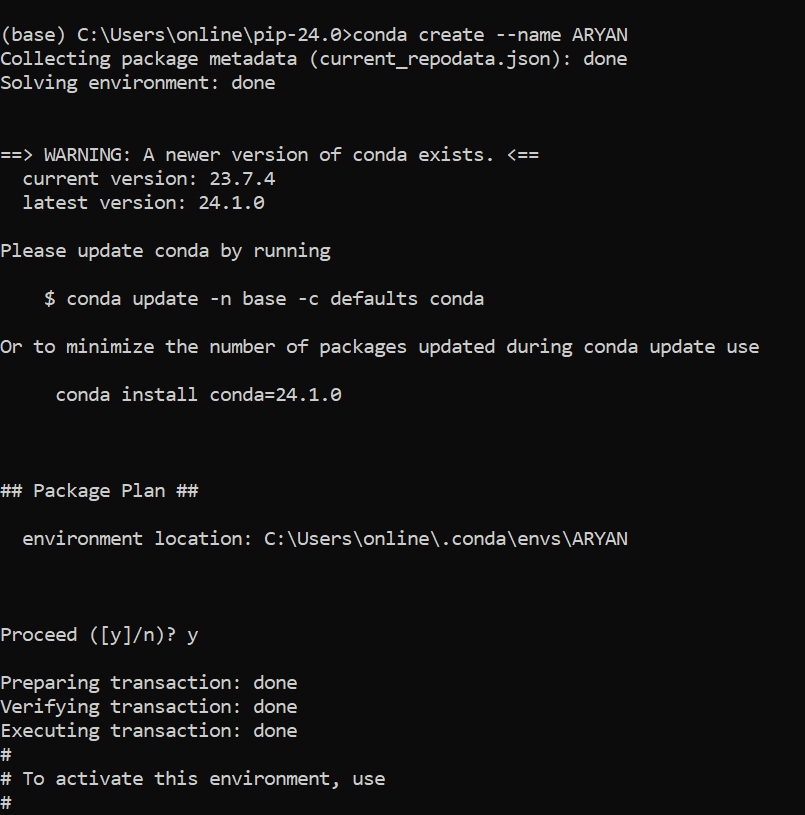 (base) C:\Users\online\pip-24.0>conda create --name ARYAN
Collecting package metadata (current_repodata.json): done
Solving environment: done
==> WARNING: A newer version of conda exists. <==
  current version: 23.7.4
  latest version: 24.1.0
Please update conda by running
    $ conda update -n base -c defaults conda
Or to minimize the number of packages updated during conda update use
     conda install conda=24.1.0
## Package Plan ##
  environment location: C:\Users\online\.conda\envs\ARYAN
Proceed ([y]/n)? y
Preparing transaction: done
Verifying transaction: done
Executing transaction: done
#
# To activate this environment, use
#